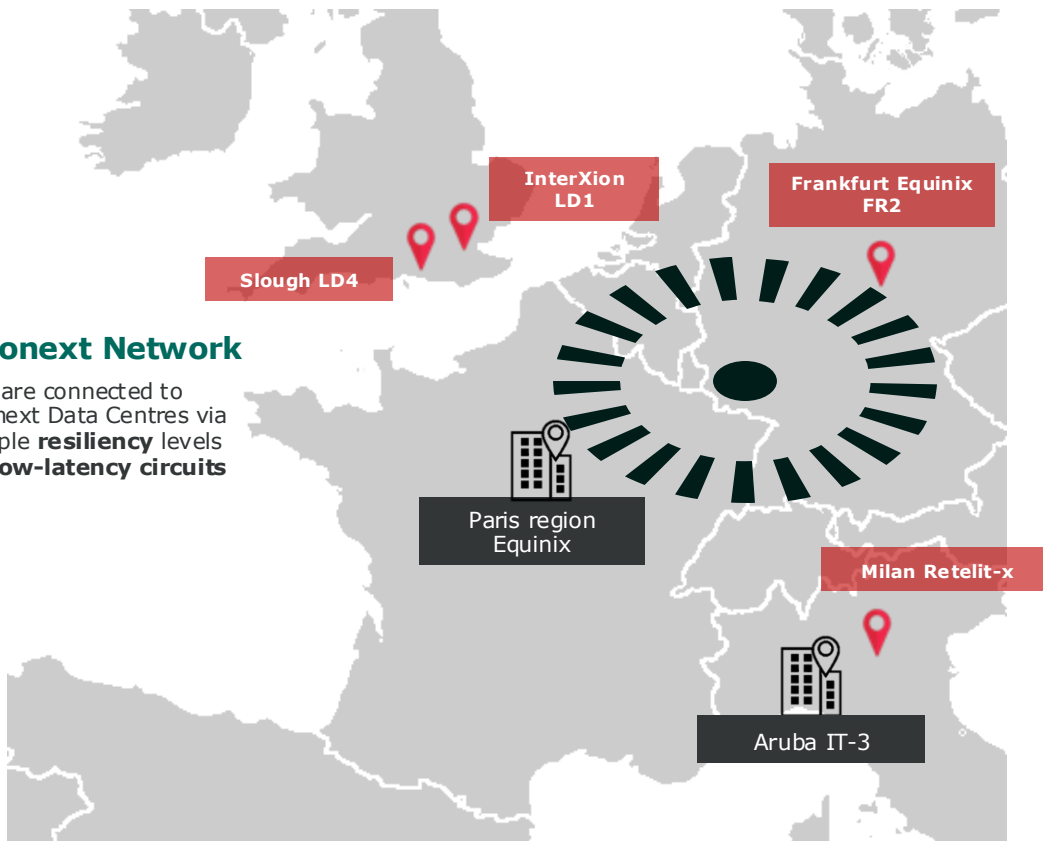 InterXion
LD1
Frankfurt Equinix
FR2
Slough LD4
onext Network
are connected to
next Data Centres via
ple resiliency levels
ow-latency circuits
Paris region
Equinix
Milan Retelit-x
Aruba IT-3